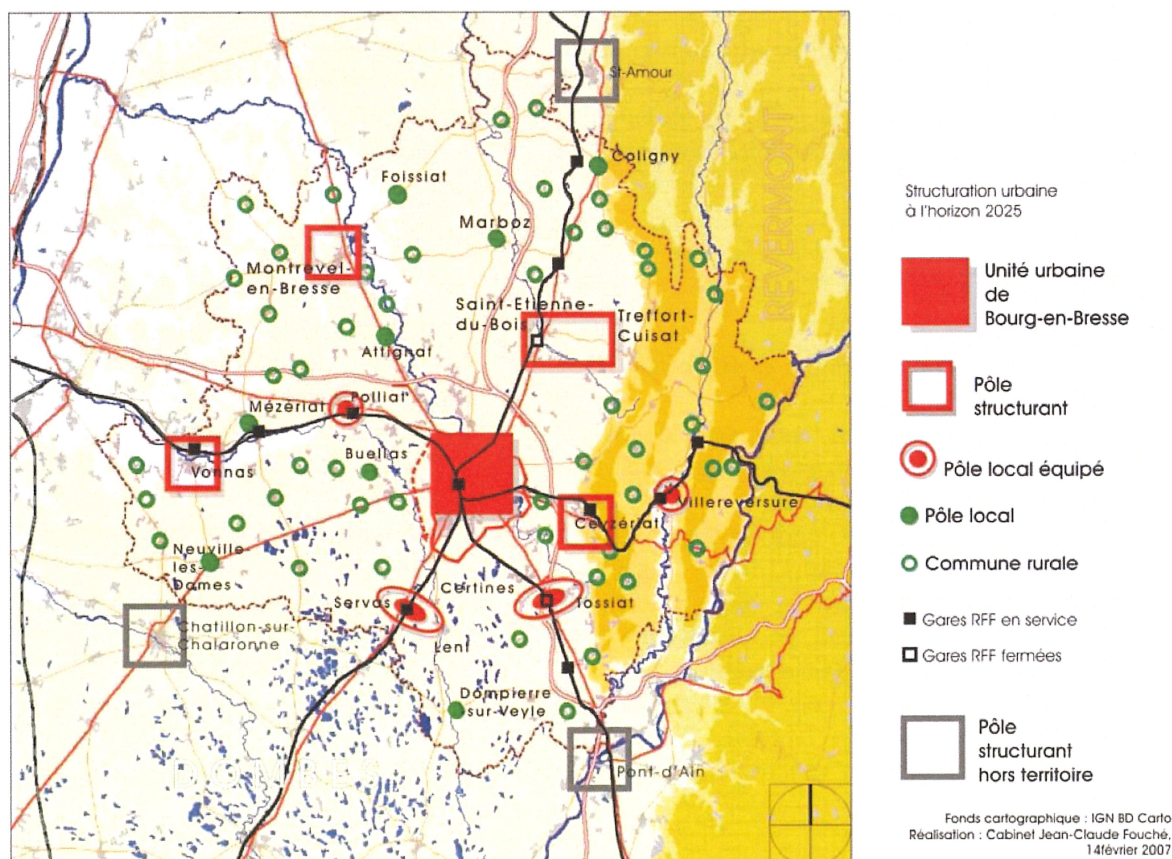 St-Amour
Coligny
Foissiat
Marboz
REVERMONT
Montrevel-
en-Bresse
Saint-Etienne-
du-Bois
Treffort-
Cuisat
Attignat
Polliat
Mézériat
Buellas
Vonnas
Villereversure
Ceyzériat
Neuville-
les-
Dames
Certines
Servas
Tossiat
Chatillon-sur-
Chalaronne
Lent
Dompierre
sur-Veyle
Pont-d'Ain
Structuration urbaine
à l'horizon 2025
Unité urbaine
de
Bourg-en-Bresse
Pôle
structurant
Pôle local équipé
Pôle local
Commune rurale
Gares RFF en service
Gares RFF fermées
Pôle
structurant
hors territoire
Fonds cartographique : IGN BD Carto
Réalisation : Cabinet Jean-Claude Fouché,
14février 2007